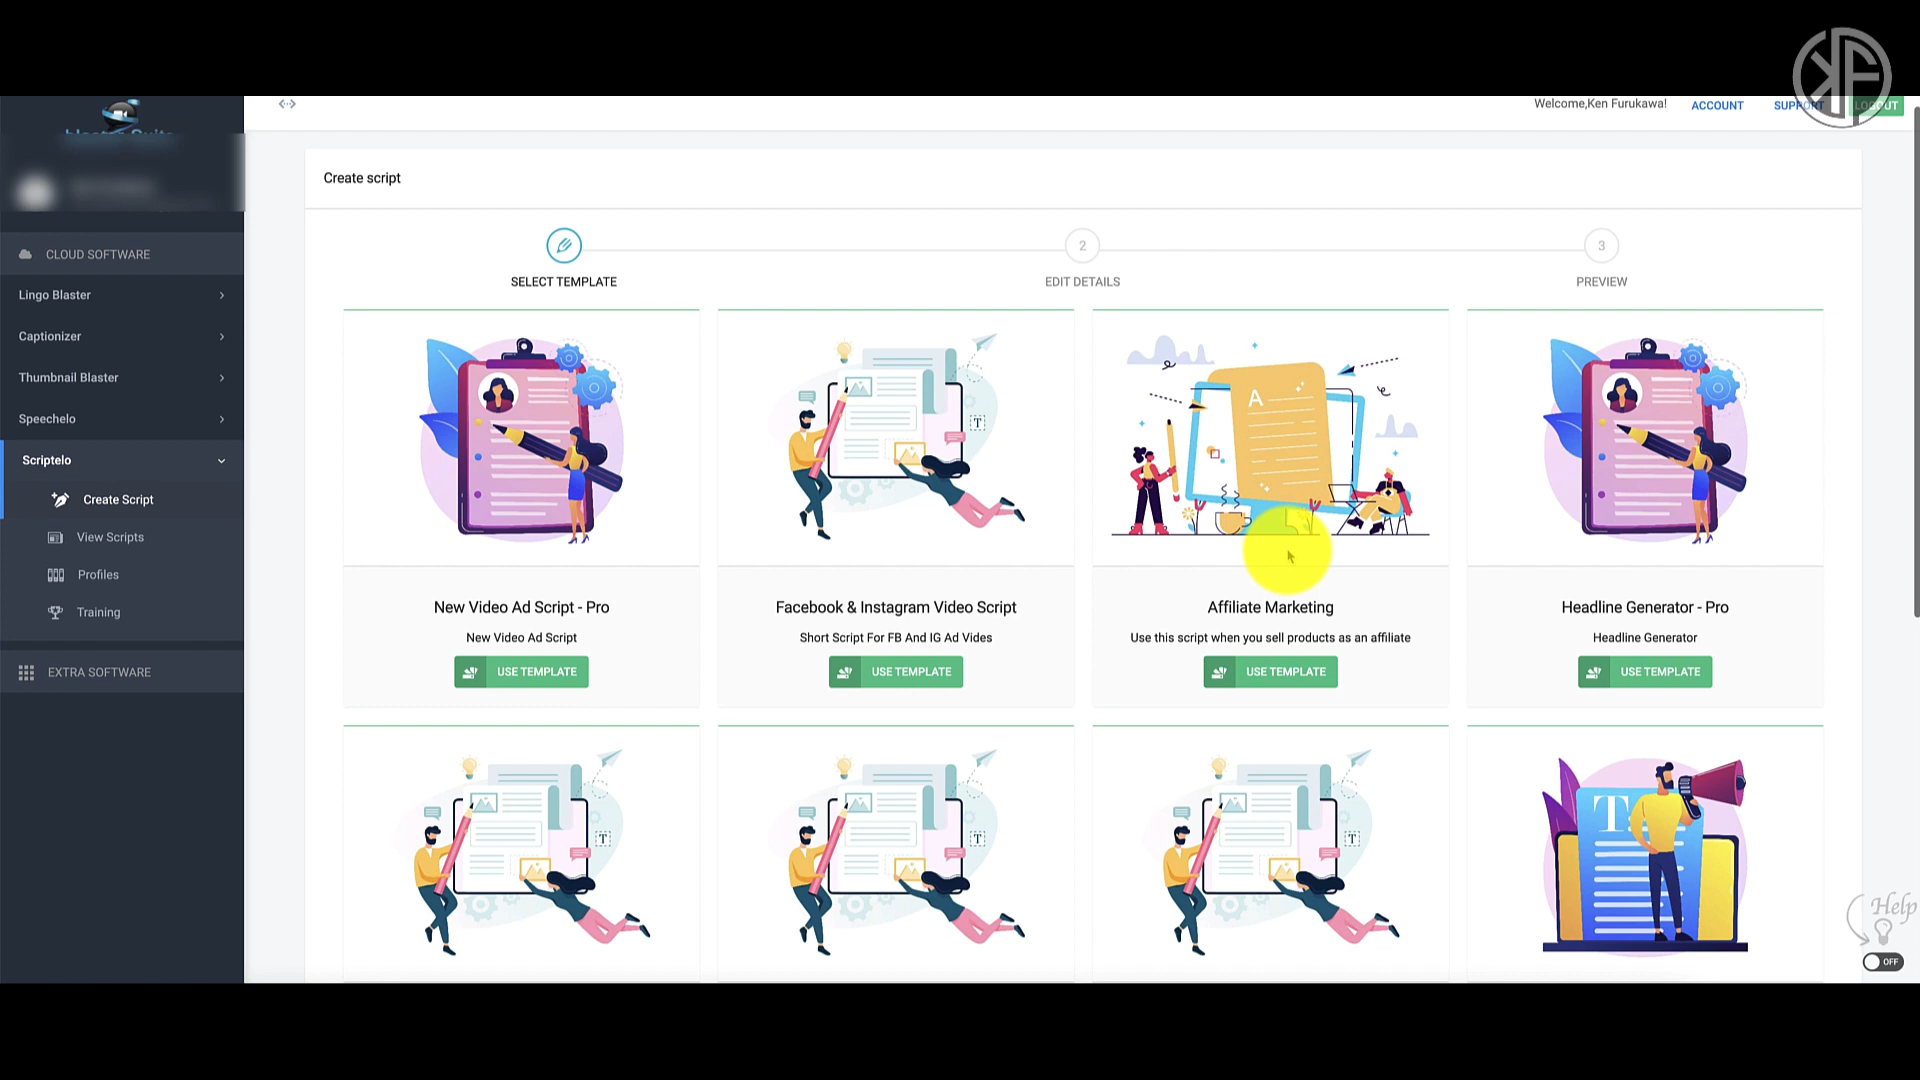 KF
Welcome,Ken Furukawa!
ACCOUNT
SUPPORT
LOGOUT
CLOUD SOFTWARE
Lingo Blaster
Captionizer
Thumbnail Blaster
Speechelo
Scriptelo
Create Script
View Scripts
Profiles
Training
EXTRA SOFTWARE
Create script
2
3
SELECT TEMPLATE
EDIT DETAILS
PREVIEW
T
A
New Video Ad Script - Pro
Facebook & Instagram Video Script
Affiliate Marketing
Headline Generator - Pro
New Video Ad Script
Short Script For FB And IG Ad Vides
Use this script when you sell products as an affiliate
Headline Generator
USE TEMPLATE
USE TEMPLATE
USE TEMPLATE
USE TEMPLATE
T
T
T
T
Help
OFF